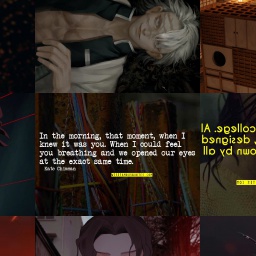 In the morning, that moment, when I
knew it was you. When I could feel
you breathing and we opened our eyes
at the exact same time.
Kate Chisman
college. AI
, designed
own by all